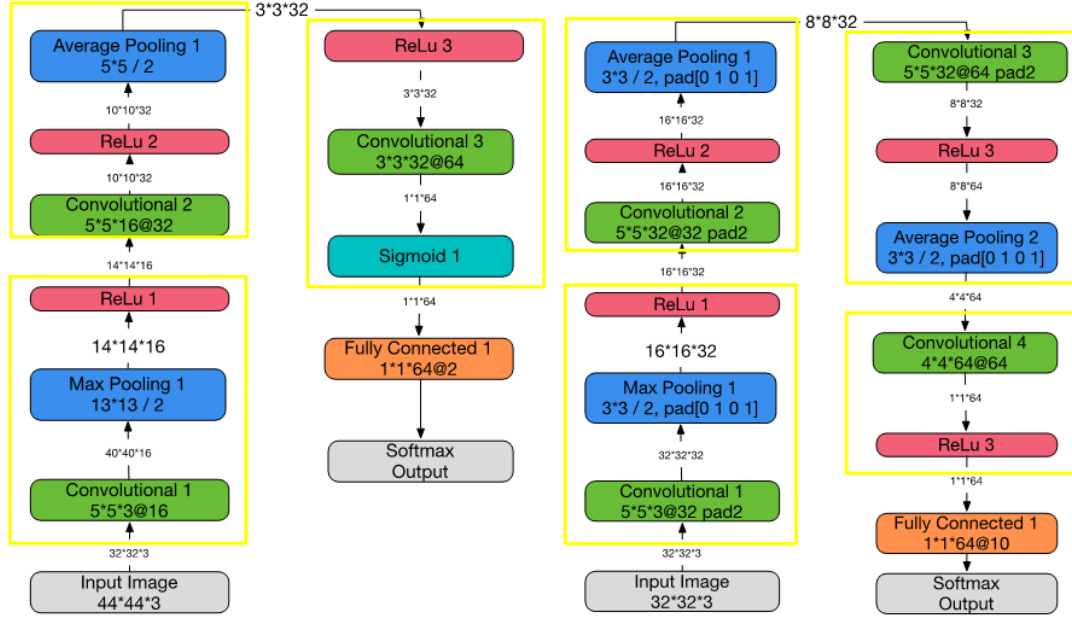 3*3*32
Average Pooling 1
5*5 / 2
10*10*32
ReLu 2
10*10*32
Convolutional 2
5*5*16@32
14*14*16
ReLu 1
14*14*16
Max Pooling 1
13*13 / 2
40*40*16
Convolutional 1
5*5*3@16
32*32*3
Input Image
44*44*3
ReLu 3
3*3*32
Convolutional 3
3*3*32@64
1*1*64
Sigmoid 1
1*1*64
Fully Connected 1
1*1*64@2
Softmax
Output
8*8*32
Average Pooling 1
3*3 / 2, pad[0 1 0 1]
16*16*32
ReLu 2
16*16*32
Convolutional 2
5*5*32@32 pad2
16*16*32
ReLu 1
16*16*32
Max Pooling 1
3*3 / 2, pad[0 1 0 1]
32*32*32
Convolutional 1
5*5*3@32 pad2
32*32*3
Input Image
32*32*3
Convolutional 3
5*5*32@64 pad2
8*8*32
ReLu 3
8*8*64
Average Pooling 2
3*3 / 2, pad[0 1 0 1]
4*4*64
Convolutional 4
4*4*64@64
1*1*64
ReLu 3
1*1*64
Fully Connected 1
1*1*64@10
Softmax
Output